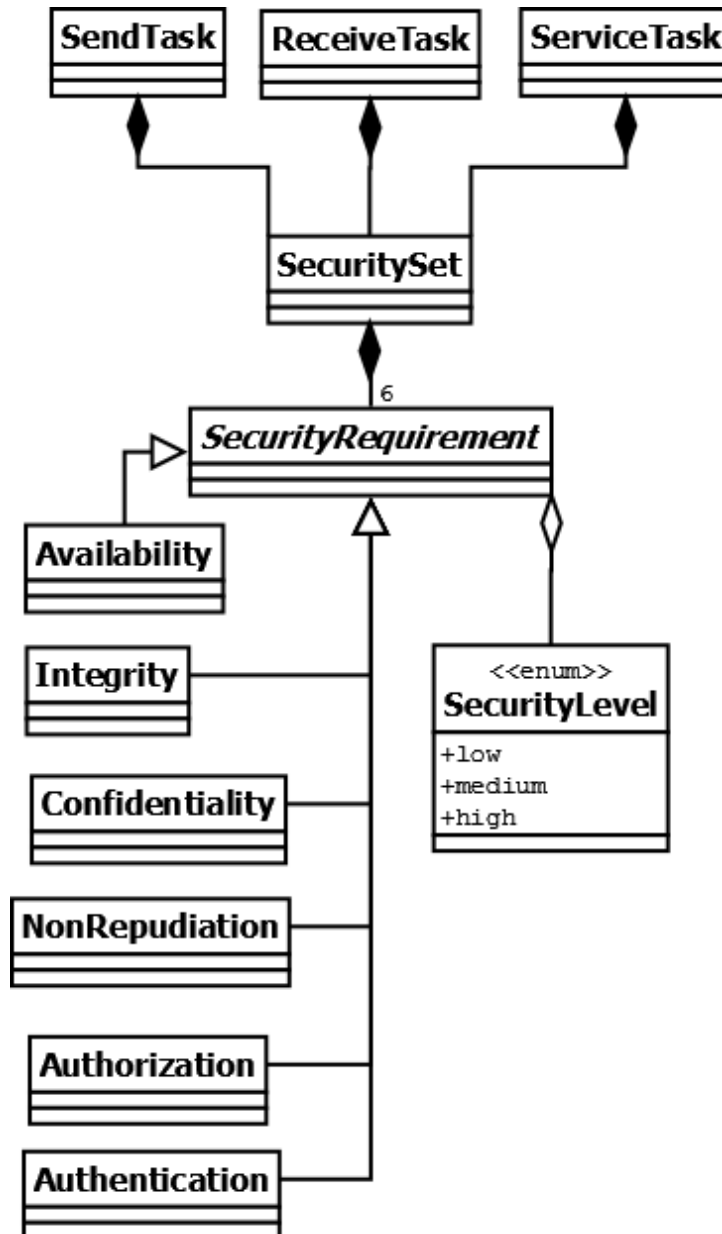 SendTask
ReceiveTask
ServiceTask
SecuritySet
6
SecurityRequirement
Availability
Integrity
<<enum>>
SecurityLevel
+low
+medium
+high
Confidentiality
NonRepudiation
Authorization
Authentication